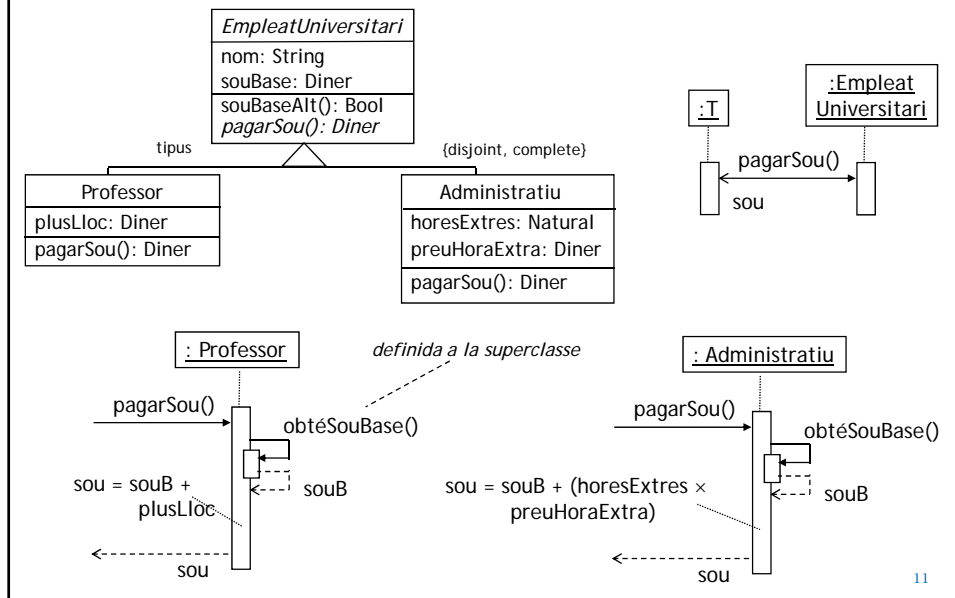 EmpleatUniversitari
nom: String
souBase: Diner
souBaseAlt(): Bool
pagarSou(): Diner
tipus
{disjoint, complete}
Professor
plusLloc: Diner
pagarSou(): Diner
Administratiu
horesExtres: Natural
preuHoraExtra: Diner
pagarSou(): Diner
:T
:Empleat
Universitari
pagarSou()
sou
: Professor
definida a la superclasse
pagarSou()
obtéSouBase()
souB
sou = souB +
plusLloc
sou
: Administratiu
pagarSou()
obtéSouBase()
souB
sou = souB + (horesExtres ×
preuHoraExtra)
sou
11